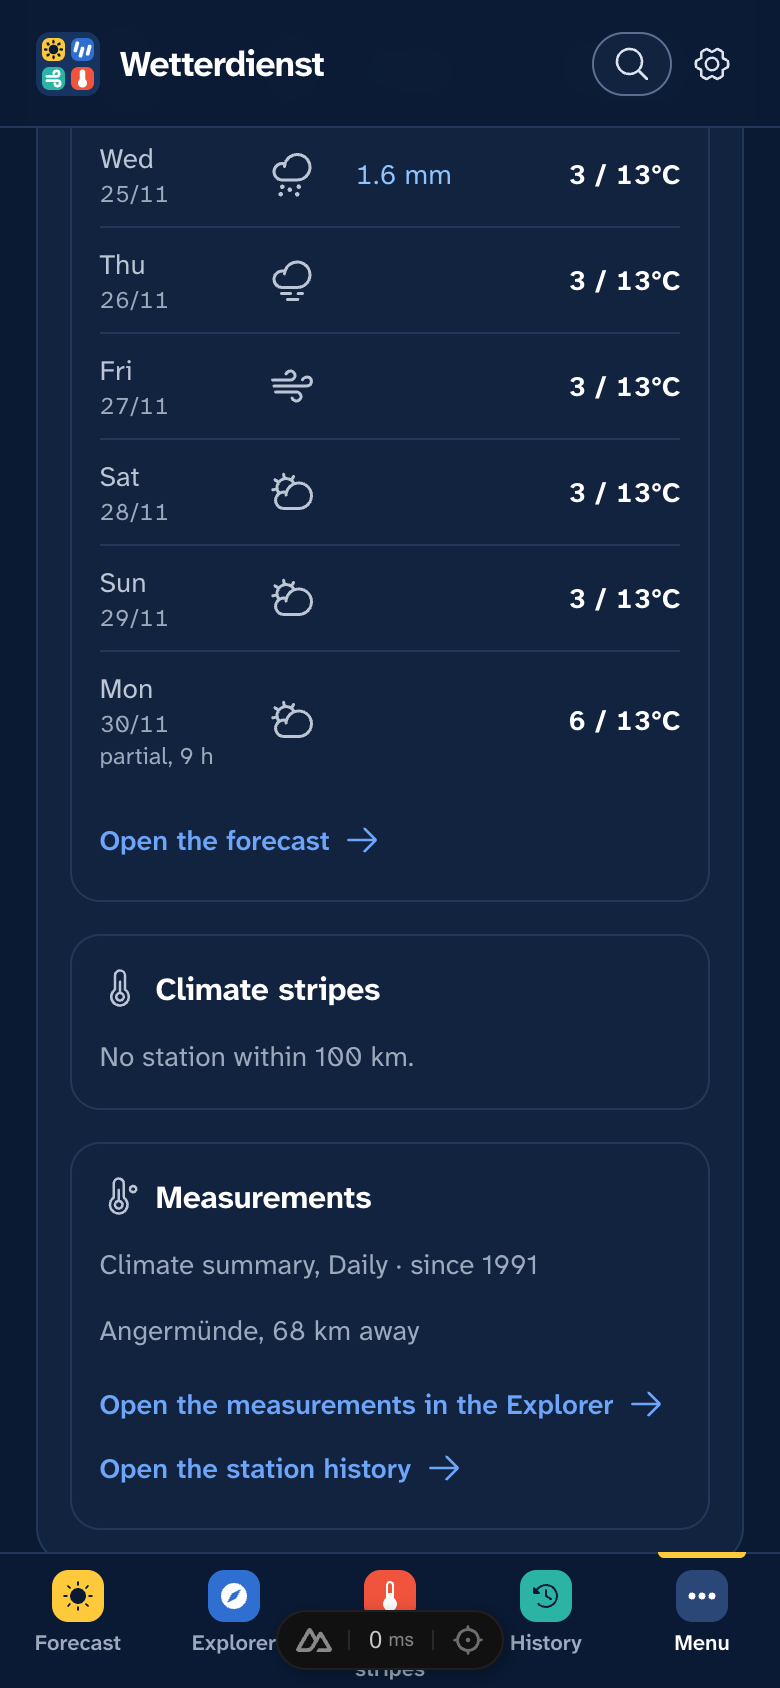 Wetterdienst
Wed
25/11
1.6 mm
3 / 13°C
Thu
26/11
3 / 13°C
Fri
27/11
3 / 13°C
Sat
28/11
3 / 13°C
Sun
29/11
3 / 13°C
Mon
30/11
partial, 9 h
6 / 13°C
Open the forecast →
Climate stripes
No station within 100 km.
Measurements
Climate summary, Daily · since 1991
Angermünde, 68 km away
Open the measurements in the Explorer →
Open the station history →
Forecast
Explorer
stripes
History
Menu
0 ms